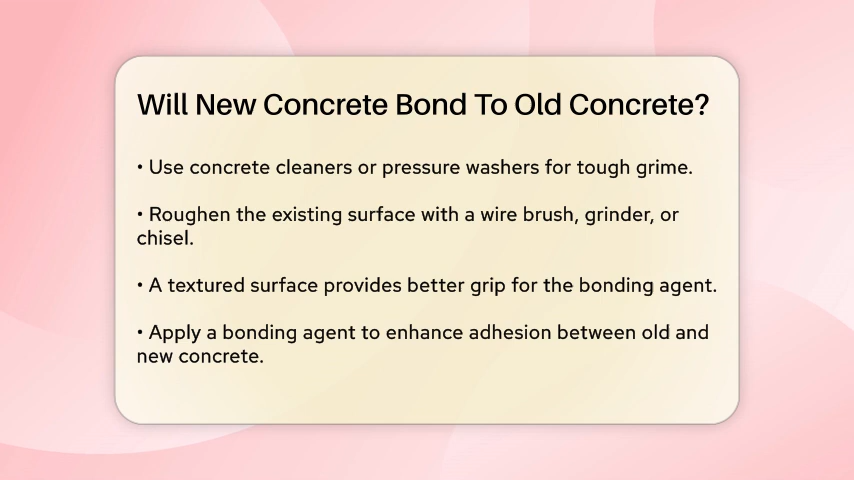 Will New Concrete Bond To Old Concrete?
• Use concrete cleaners or pressure washers for tough grime.
• Roughen the existing surface with a wire brush, grinder, or
chisel.
• A textured surface provides better grip for the bonding agent.
• Apply a bonding agent to enhance adhesion between old and
new concrete.